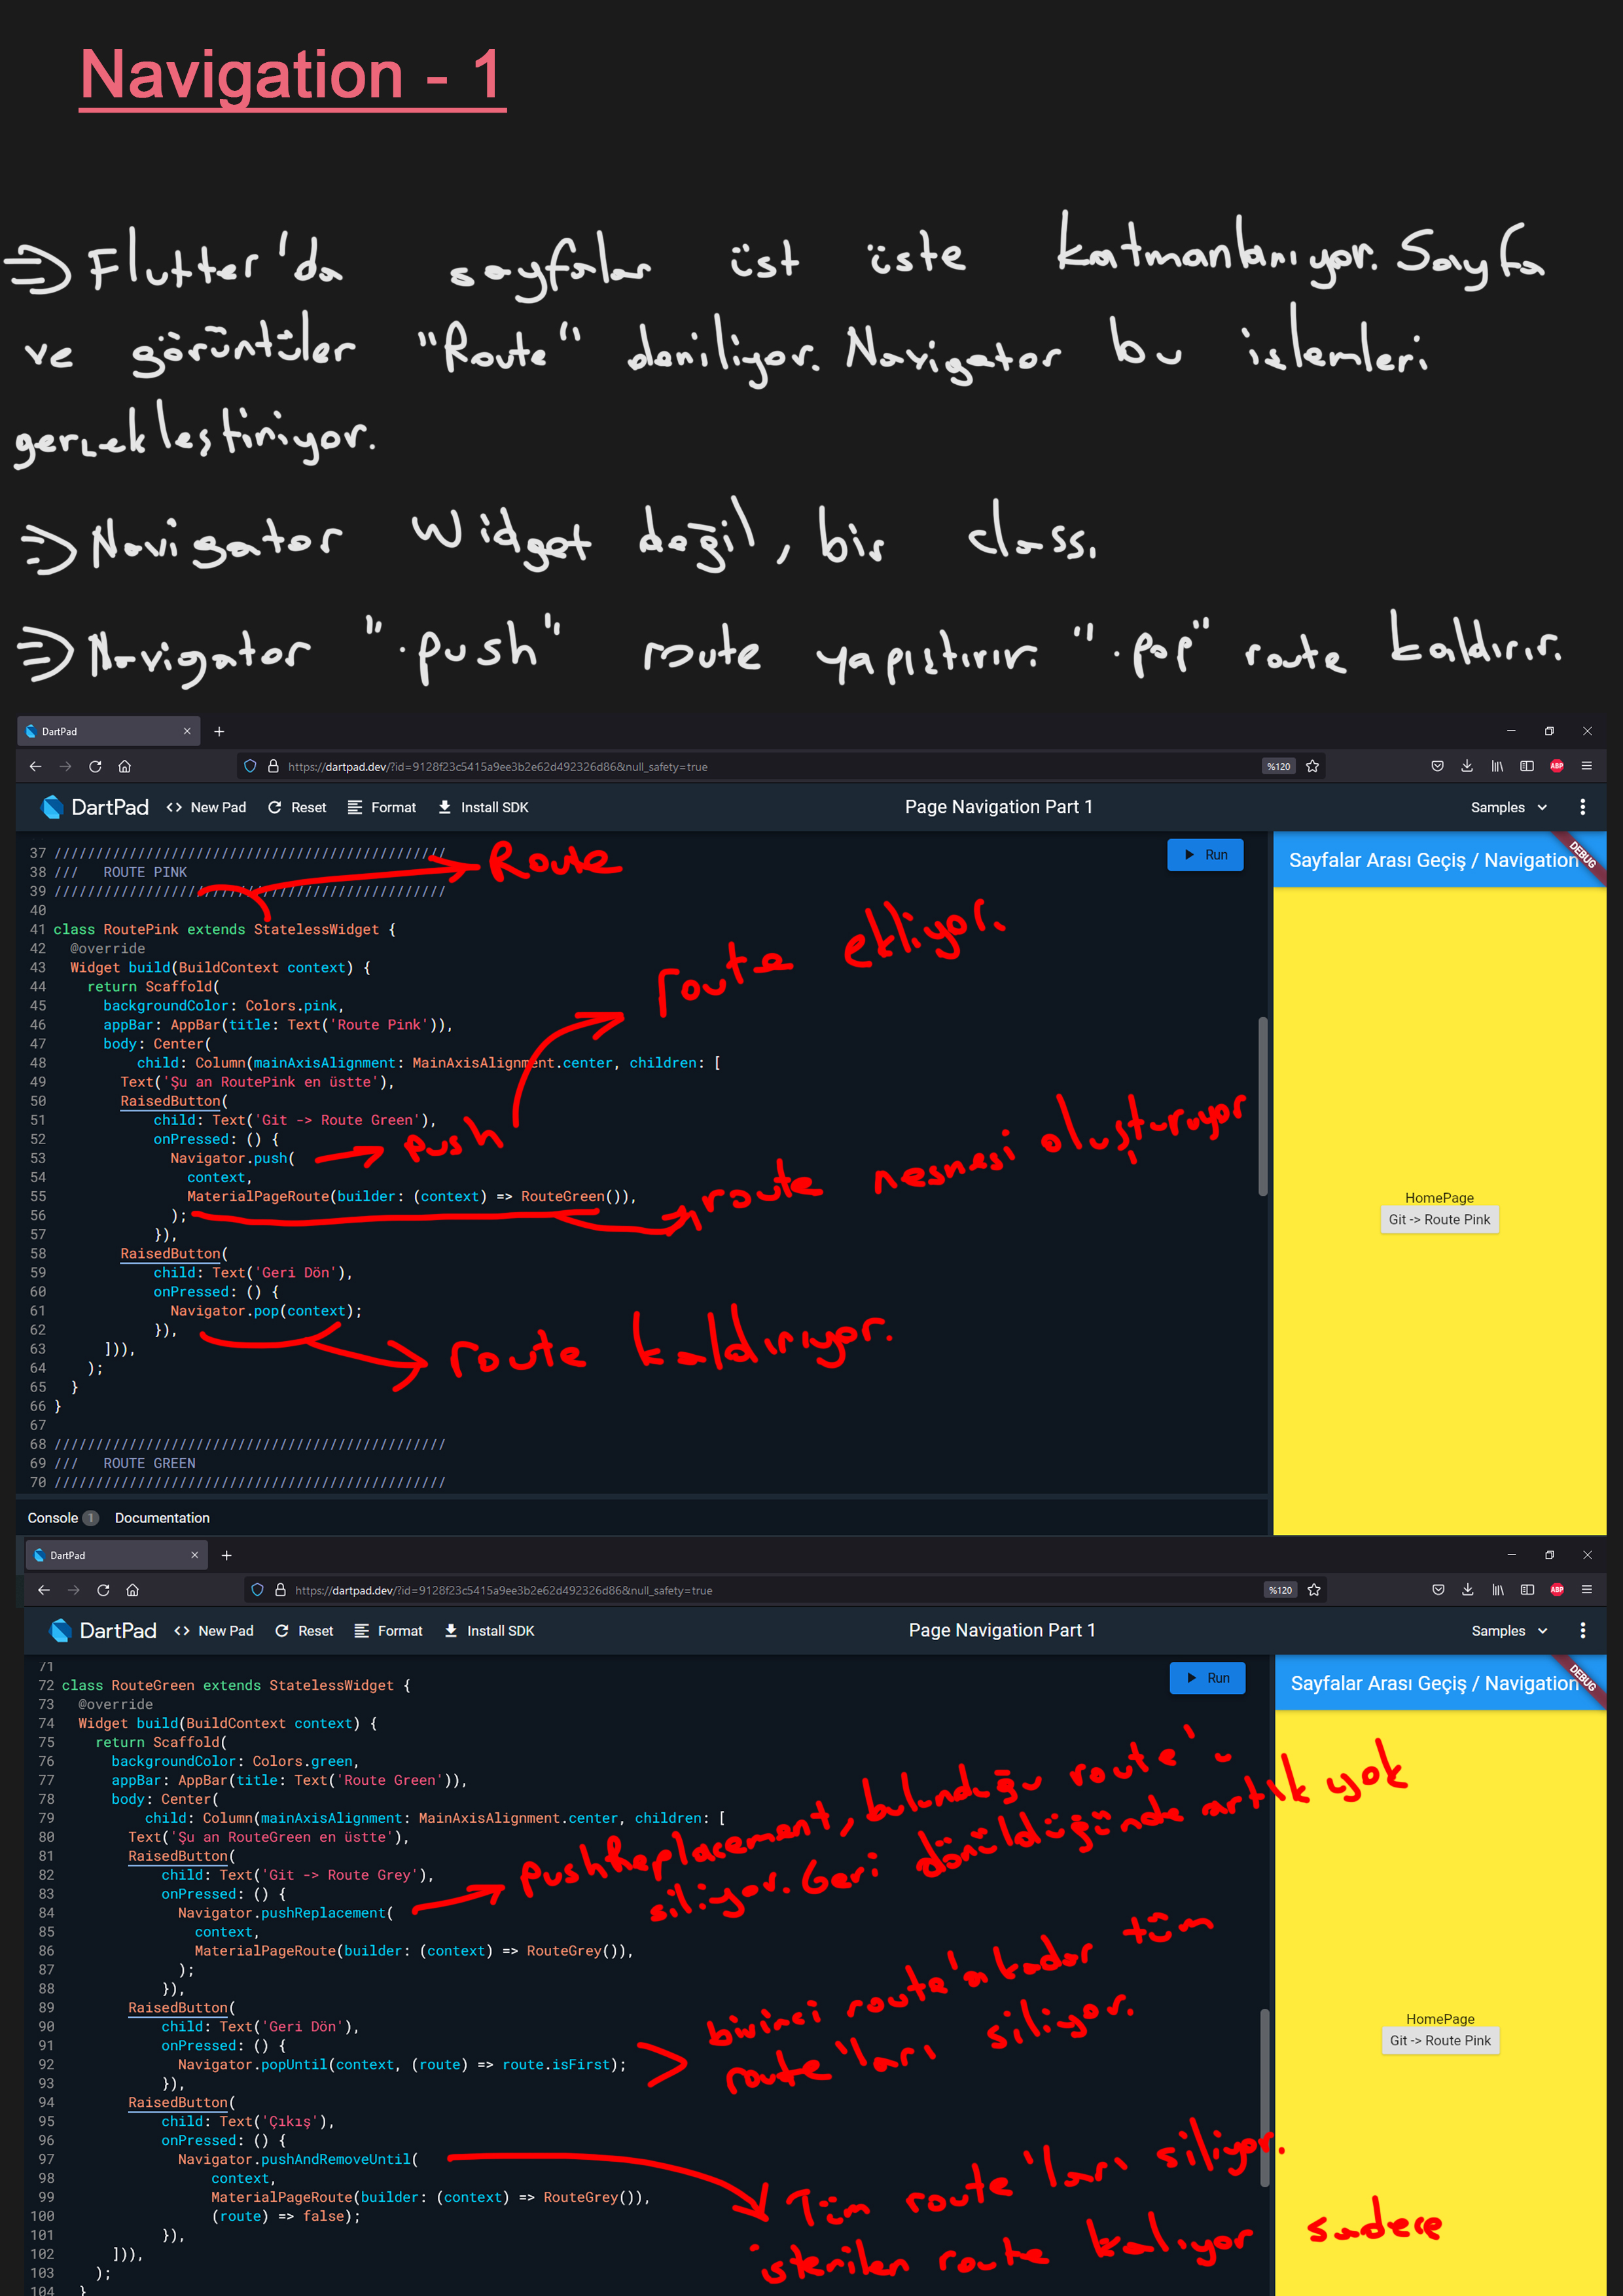 Navigation - 1
=> Flutter'da sayfalar üst üste katmanlanıyor. Sayfa
ve görüntüler "Route" deniliyor. Navigator bu işlemleri
gerçekleştiriyor.
=> Navigator Widget değil, bir class.
=> Navigator ".push" route yapıştırır. ".pop" route kaldırır.
DartPad
https://dartpad.dev/?id=9128f23c5415a9ee3b2e62d492326d86&null_safety=true
%120
ABP
DartPad <> New Pad Reset Format Install SDK Page Navigation Part 1 Samples
37 ///////////////////////////////////////////////
38 /// ROUTE PINK
39 ///////////////////////////////////////////////
Route
40
41 class RoutePink extends StatelessWidget {
42 @override
43 Widget build(BuildContext context) {
44 return Scaffold(
45 backgroundColor: Colors.pink,
46 appBar: AppBar(title: Text('Route Pink')),
47 body: Center(
48 child: Column(mainAxisAlignment: MainAxisAlignment.center, children: [
49 Text('Şu an RoutePink en üstte'),
50 RaisedButton(
51 child: Text('Git -> Route Green'),
52 onPressed: () {
53 Navigator.push(
54 context,
55 MaterialPageRoute(builder: (context) => RouteGreen()),
56 );
57 }),
58 RaisedButton(
59 child: Text('Geri Dön'),
60 onPressed: () {
61 Navigator.pop(context);
62 }),
63 ])),
64 );
65 }
66 }
67
68 ///////////////////////////////////////////////
69 /// ROUTE GREEN
70 ///////////////////////////////////////////////
route ekliyor.
push
route nesnesi oluşturuyor
route kaldırıyor.
Run
Sayfalar Arası Geçiş / Navigation
DEBUG
HomePage
Git -> Route Pink
Console 1 Documentation
DartPad
https://dartpad.dev/?id=9128f23c5415a9ee3b2e62d492326d86&null_safety=true
%120
ABP
DartPad <> New Pad Reset Format Install SDK Page Navigation Part 1 Samples
71
72 class RouteGreen extends StatelessWidget {
73 @override
74 Widget build(BuildContext context) {
75 return Scaffold(
76 backgroundColor: Colors.green,
77 appBar: AppBar(title: Text('Route Green')),
78 body: Center(
79 child: Column(mainAxisAlignment: MainAxisAlignment.center, children: [
80 Text('Şu an RouteGreen en üstte'),
81 RaisedButton(
82 child: Text('Git -> Route Grey'),
83 onPressed: () {
84 Navigator.pushReplacement(
85 context,
86 MaterialPageRoute(builder: (context) => RouteGrey()),
87 );
88 }),
89 RaisedButton(
90 child: Text('Geri Dön'),
91 onPressed: () {
92 Navigator.popUntil(context, (route) => route.isFirst);
93 }),
94 RaisedButton(
95 child: Text('Çıkış'),
96 onPressed: () {
97 Navigator.pushAndRemoveUntil(
98 context,
99 MaterialPageRoute(builder: (context) => RouteGrey()),
100 (route) => false);
101 }),
102 ])),
103 );
104 }
pushReplacement, bulunduğu route'u
siliyor. Geri dönüldüğünde artık yok
birinci route'a kadar tüm
route'ları siliyor.
Tüm route'ları siliyor.
isterilen route kalıyor sadece
Run
Sayfalar Arası Geçiş / Navigation
DEBUG
HomePage
Git -> Route Pink